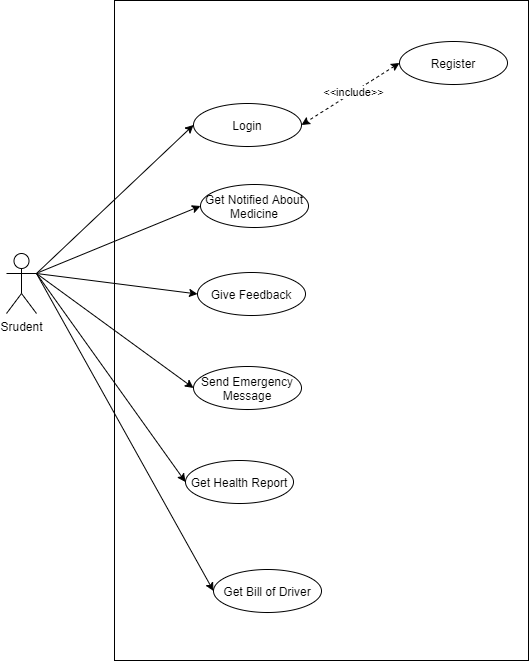 Register
<<include>>
Login
Get Notified About
Medicine
Give Feedback
Srudent
Send Emergency
Message
Get Health Report
Get Bill of Driver